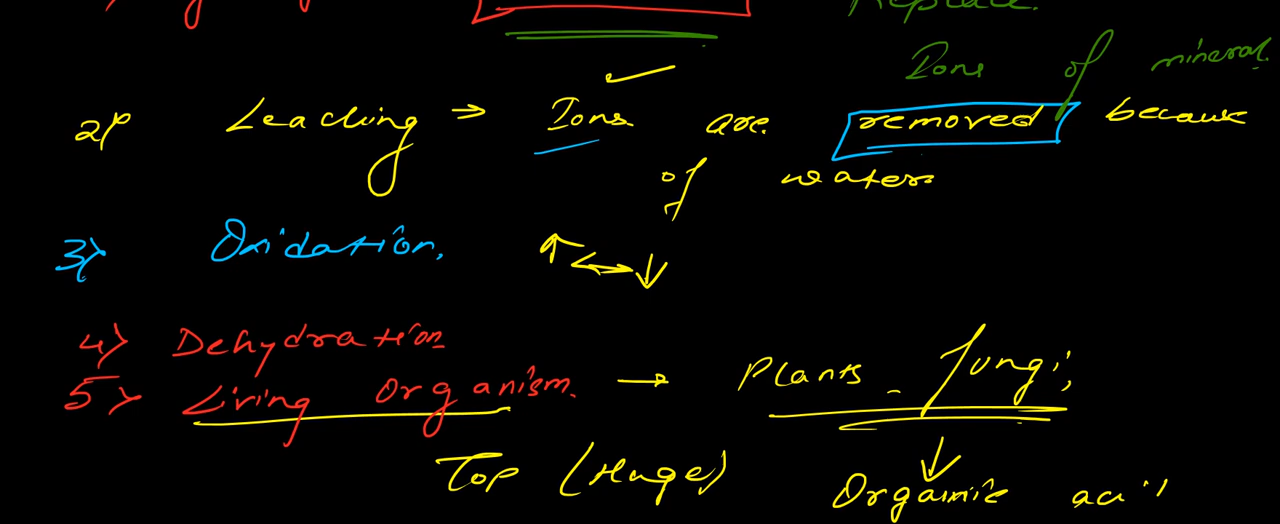 Replace.
Ions of mineral.
2) Leaching → Ions are removed because
of waters
3) Oxidation.
4) Dehydration
5) Living Organism. → Plants - fungi,
Top (Huge)
Organic aci